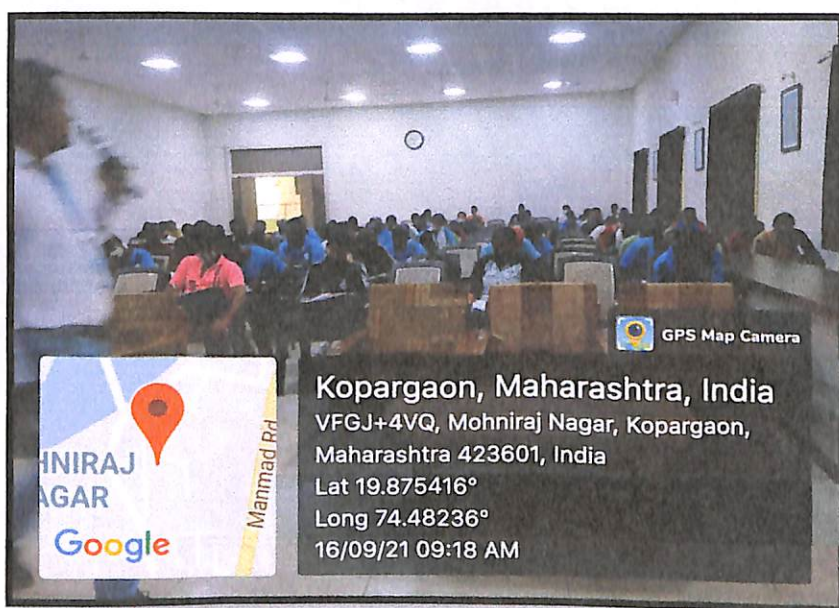 GPS Map Camera
Kopargaon, Maharashtra, India
VFGJ+4VQ, Mohniraj Nagar, Kopargaon,
Maharashtra 423601, India
Lat 19.875416°
Long 74.48236°
16/09/21 09:18 AM
HNIRAJ
AGAR
Manmad Rd
Google